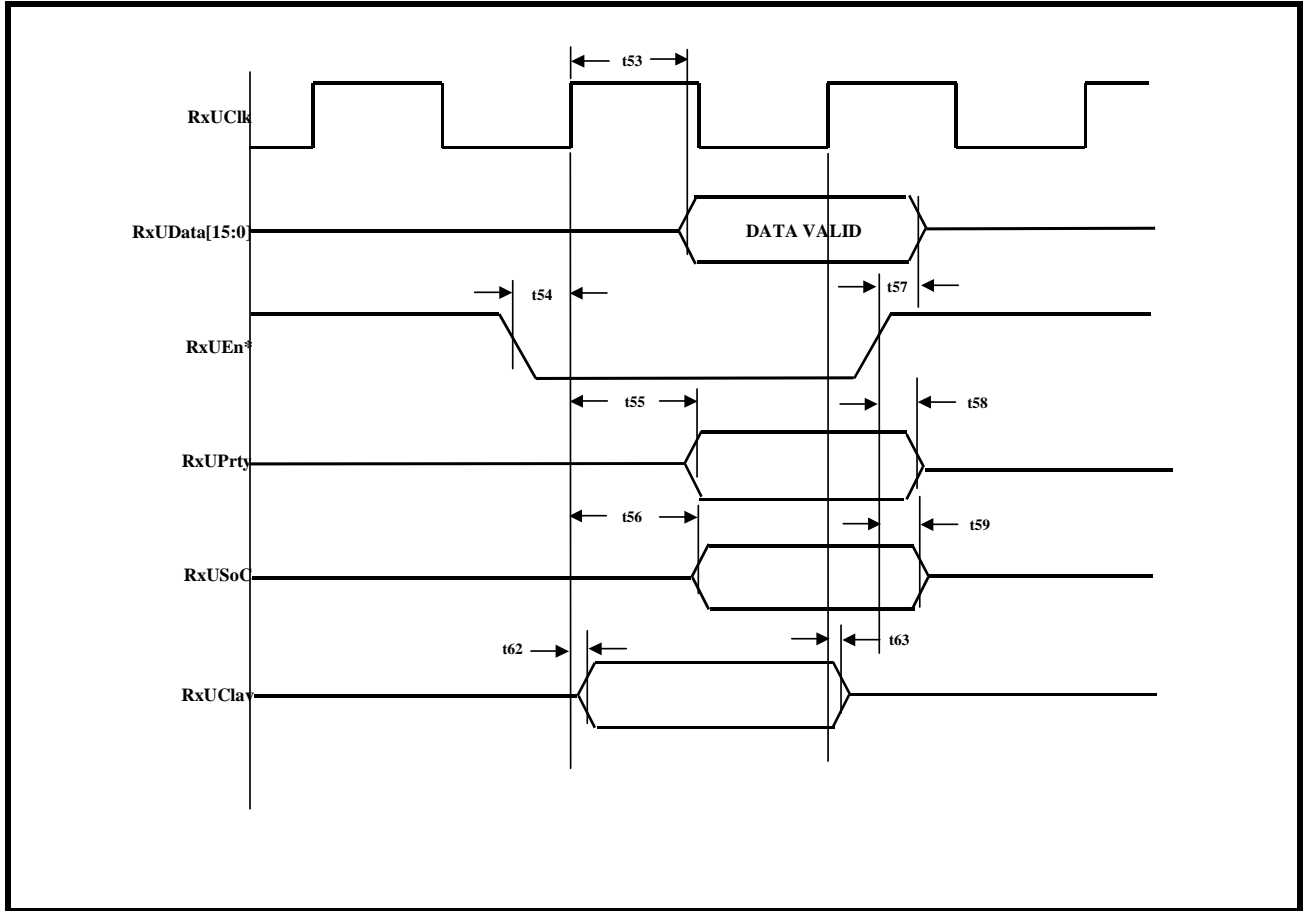 t53
RxUClk
RxUData[15:0]
DATA VALID
t54
t57
RxUEn*
t55
t58
RxUPrty
t56
t59
RxUSoC
t62
t63
RxUClav